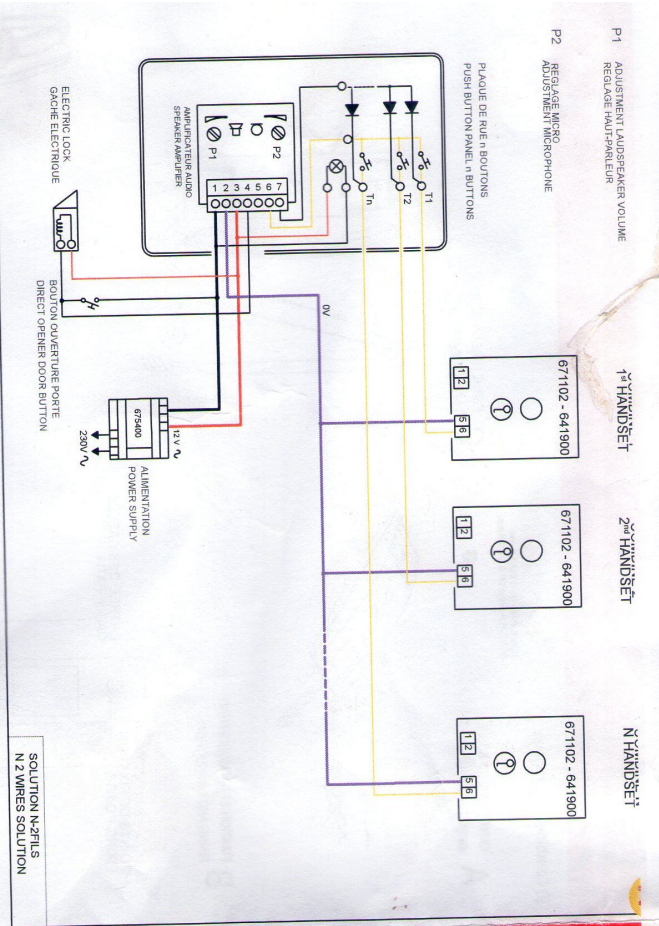 P1 ADJUSTMENT LAUDSPEAKER VOLUME
REGLAGE HAUT-PARLEUR
P2 REGLAGE MICRO
ADJUSTMENT MICROPHONE
PLAQUE DE RUE n BOUTONS
PUSH BUTTON PANEL n BUTTONS
1st HANDSET
2nd HANDSET
N HANDSET
671102 - 641900
1 2
5 6
671102 - 641900
1 2
5 6
671102 - 641900
1 2
5 6
T1
T2
Tn
P2
P1
1 2 3 4 5 6 7
AMPLIFICATEUR AUDIO
SPEAKER AMPLIFIER
0V
ELECTRIC LOCK
GACHE ELECTRIQUE
BOUTON OUVERTURE PORTE
DIRECT OPENER DOOR BUTTON
12 V ~
675400
230V ~
ALIMENTATION
POWER SUPPLY
SOLUTION N-2FILS
N 2 WIRES SOLUTION